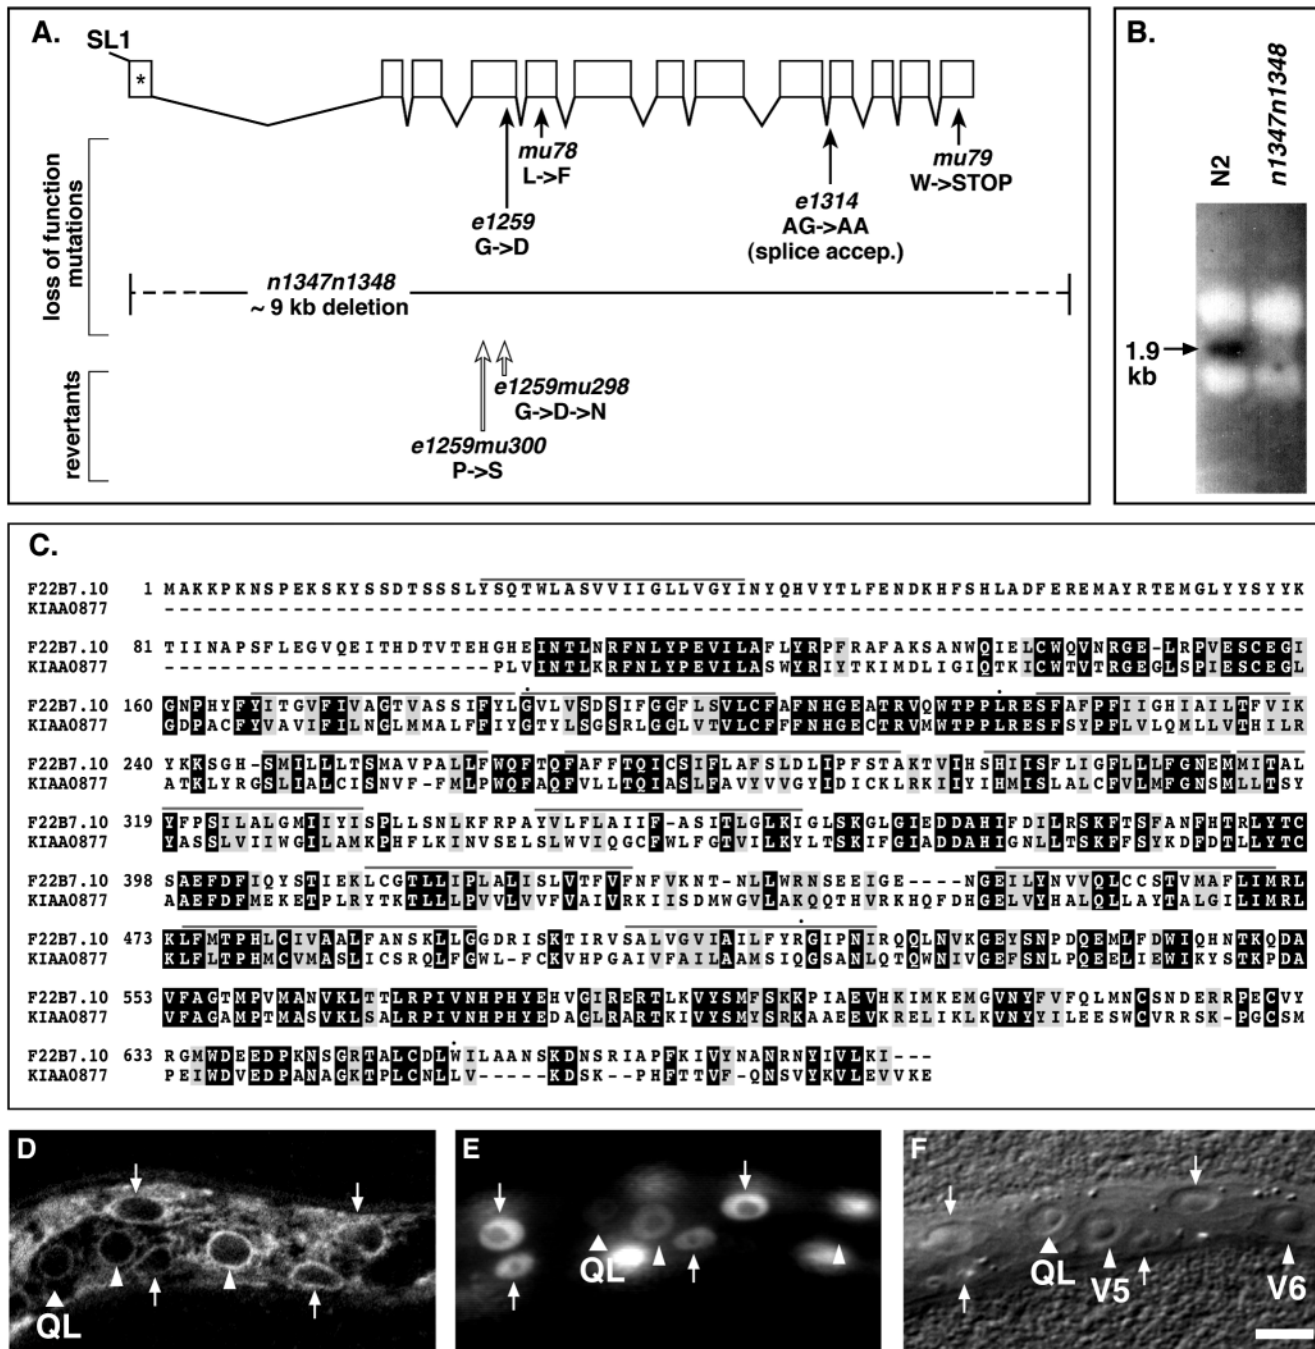 A.
SL1
*
mu78
L->F
mu79
W->STOP
e1259
G->D
e1314
AG->AA
(splice accep.)
loss of function
mutations
n1347n1348
~ 9 kb deletion
revertants
e1259mu298
G->D->N
e1259mu300
P->S
B.
N2
n1347n1348
1.9
kb
C.
F22B7.10 1 MAKKPKNSPEKSKYSSDTSSSLYSQTWLASVVIIGLLVGYINYQHVYTLFENDKHFSHLADFEREMAYRTEMGLYYSYYK
KIAA0877 --------------------------------------------------------------------------------
F22B7.10 81 TIINAPSFLEGVQEITHDTVTEHGHEINTLNRFNLYPEVILAFLYRPFRAFAKSANWQIELCWQVNRGE-LRPVESCEGI
KIAA0877 -----------------------PLVINTLKRFNLYPEVILASWYRIYTKIMDLIGIQTKICWTVTRGEGLSPIESCEGI
F22B7.10 160 GNPHYFYITGVFIVAGTVASSIFYLGVLVSDSIFGGFLSVLCFAFNHGEATRVQWTPPLRESFAFPFIIGHIAILTFVIK
KIAA0877 GDPACFYVAVIFILNGLMMALFFIYGTYLSGSRLGGLVTVLCFFFNHGECTRVMWTPPLRESFSYPFLVLQMLLVTHILR
F22B7.10 240 YKKSGH-SMILLLTSMAVPALLFWQFTQFAFFTQICSIFLAFSLDLIPFSTAKTVIHSHIISFLIGFLLLFGNEMMITAL
KIAA0877 ATKLYRGSLIALCISNVF-FMLPWQFAQFVLLTQIASLFAVYVVGYIDICKLRKIIYIHMISLALCFVLMFGNSMLLTSY
F22B7.10 319 YFPSILALGMIIYISPLLSNLKFRPAYVLFLAIIF-ASITLGLKIGLSKGLGIEDDAHIFDILRSKFTSFANFHTRLYTC
KIAA0877 YASSLVIIWGILAMKPHFLKINVSELSLWVIQGCFWLFGTVILKYLTSKIFGIADDAHIGNLLTSKFFSYKDFDTLLYTC
F22B7.10 398 SAEFDFIQYSTIEKLCGTLLIPLALISLVTFVFNFVKNT-NLLWRNSEEIGE----NGEILYNVVQLCCSTVMAFLIMRL
KIAA0877 AAEFDFMEKETPLRYTKTLLLPVVLVVFVAIVRKIISDMWGVLAKQQTHVRKHQFDHGELVYHALQLLAYTALGILIMRL
F22B7.10 473 KLFMTPHLCIVAALFANSKLLGGDRISKTIRVSALVGVIAILFYRGIPNIRQQLNVKGEYSNPDQEMLFDWIQHNTKQDA
KIAA0877 KLFLTPHMCVMASLICSRQLFGWL-FCKVHPGAIVFAILAAMSIQGSANLQTQWNIVGEFSNLPQEELIEWIKYSTKPDA
F22B7.10 553 VFAGTMPVMANVKLTTLRPIVNHPHYEHVGIRERTLKVYSMFSKKPIAEVHKIMKEMGVNYFVFQLMNCSNDERRPECVY
KIAA0877 VFAGAMPTMASVKLSALRPIVNHPHYEDAGLRARTKIVYSMYSRKAAEEVKRELIKLKVNYYILEESWCVRRSK-PGCSM
F22B7.10 633 RGMWDEEDPKNSGRTALCDLWILAANSKDNSRIAPFKIVYNANRNYIVLKI---
KIAA0877 PEIWDVEDPANAGKTPLCNLLV-----KDSK--PHFTTVF-QNSVYKVLEVVKE
D
QL
E
QL
F
QL
V5
V6